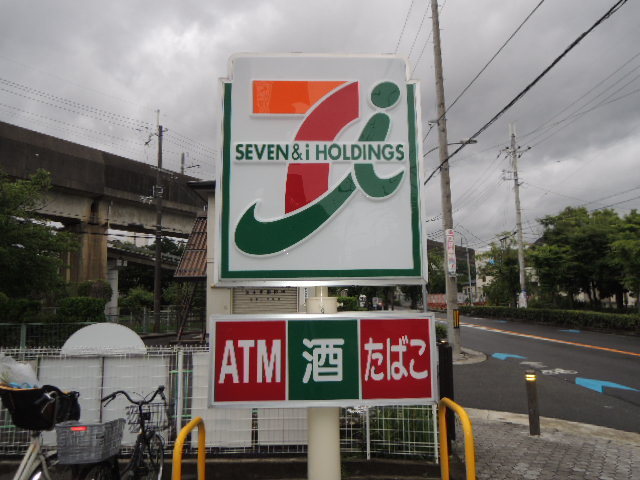 SEVEN & i HOLDINGS
ATM 酒 たばこ